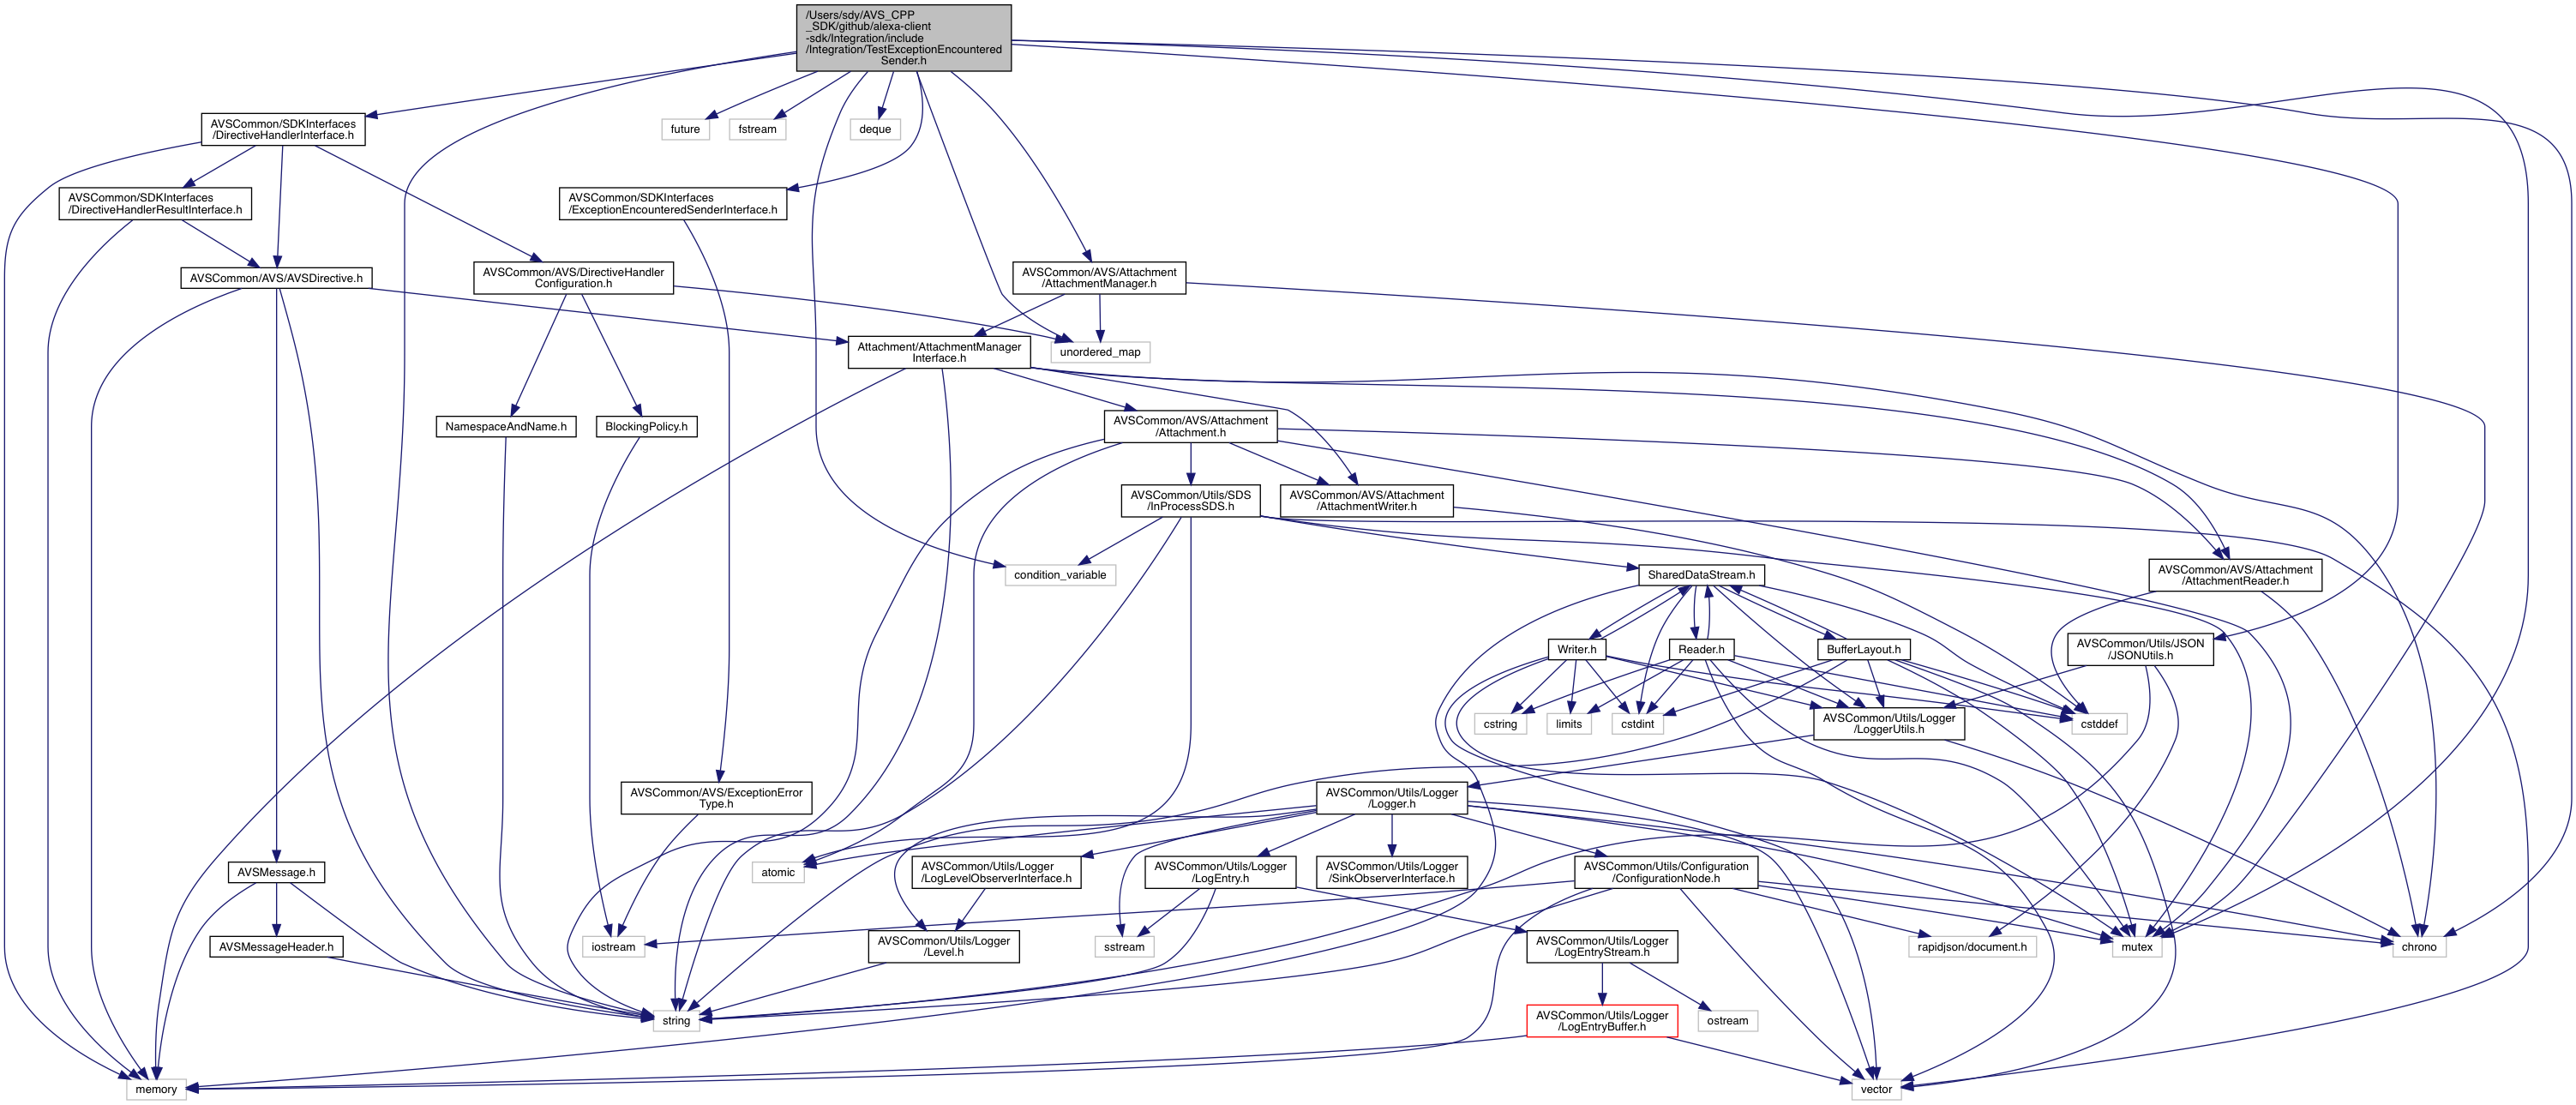 /Users/sdy/AVS_CPP
_SDK/github/alexa-client
-sdk/Integration/include
/Integration/TestExceptionEncountered
Sender.h
AVSCommon/SDKInterfaces
/DirectiveHandlerInterface.h
future
fstream
deque
AVSCommon/SDKInterfaces
/DirectiveHandlerResultInterface.h
AVSCommon/SDKInterfaces
/ExceptionEncounteredSenderInterface.h
AVSCommon/AVS/AVSDirective.h
AVSCommon/AVS/DirectiveHandler
Configuration.h
AVSCommon/AVS/Attachment
/AttachmentManager.h
Attachment/AttachmentManager
Interface.h
unordered_map
NamespaceAndName.h
BlockingPolicy.h
AVSCommon/AVS/Attachment
/Attachment.h
AVSCommon/Utils/SDS
/InProcessSDS.h
AVSCommon/AVS/Attachment
/AttachmentWriter.h
condition_variable
SharedDataStream.h
AVSCommon/AVS/Attachment
/AttachmentReader.h
Writer.h
Reader.h
BufferLayout.h
AVSCommon/Utils/JSON
/JSONUtils.h
cstring
limits
cstdint
AVSCommon/Utils/Logger
/LoggerUtils.h
cstddef
AVSCommon/AVS/ExceptionError
Type.h
AVSCommon/Utils/Logger
/Logger.h
AVSMessage.h
atomic
AVSCommon/Utils/Logger
/LogLevelObserverInterface.h
AVSCommon/Utils/Logger
/LogEntry.h
AVSCommon/Utils/Logger
/SinkObserverInterface.h
AVSCommon/Utils/Configuration
/ConfigurationNode.h
AVSMessageHeader.h
iostream
AVSCommon/Utils/Logger
/Level.h
sstream
AVSCommon/Utils/Logger
/LogEntryStream.h
rapidjson/document.h
mutex
chrono
string
AVSCommon/Utils/Logger
/LogEntryBuffer.h
ostream
memory
vector